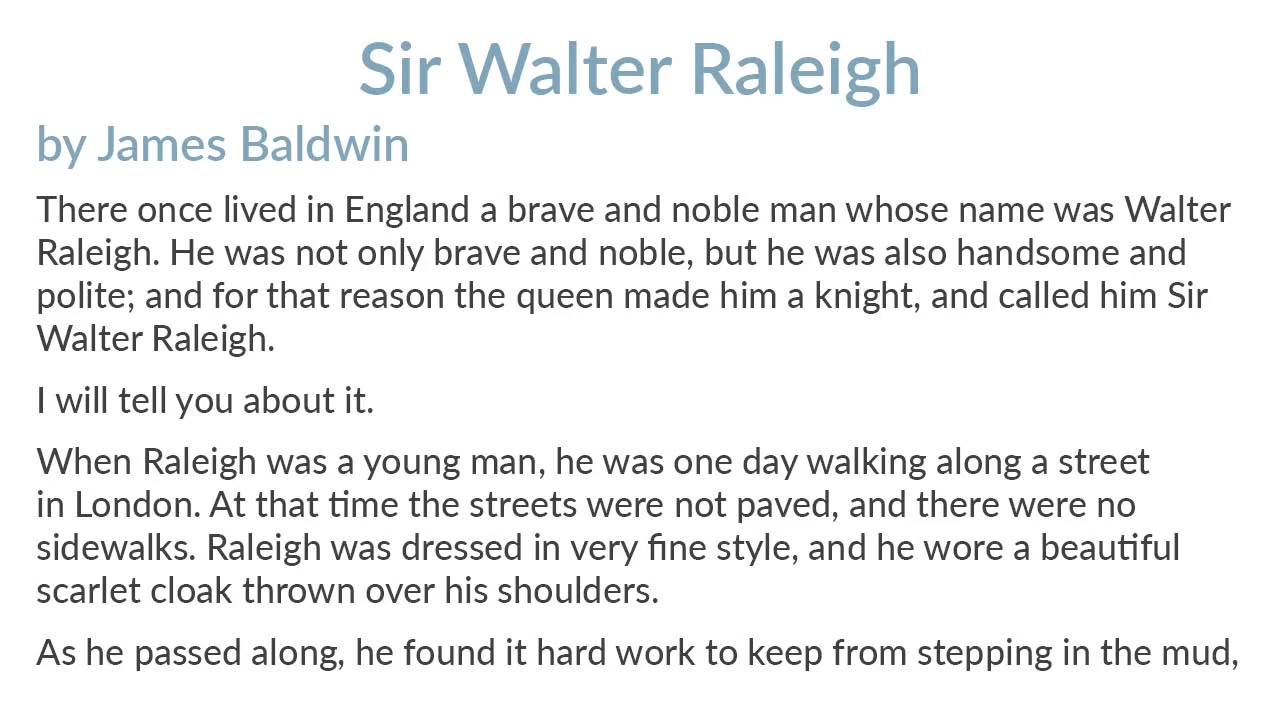 Sir Walter Raleigh
by James Baldwin
There once lived in England a brave and noble man whose name was Walter
Raleigh. He was not only brave and noble, but he was also handsome and
polite; and for that reason the queen made him a knight, and called him Sir
Walter Raleigh.
I will tell you about it.
When Raleigh was a young man, he was one day walking along a street
in London. At that time the streets were not paved, and there were no
sidewalks. Raleigh was dressed in very fine style, and he wore a beautiful
scarlet cloak thrown over his shoulders.
As he passed along, he found it hard work to keep from stepping in the mud,